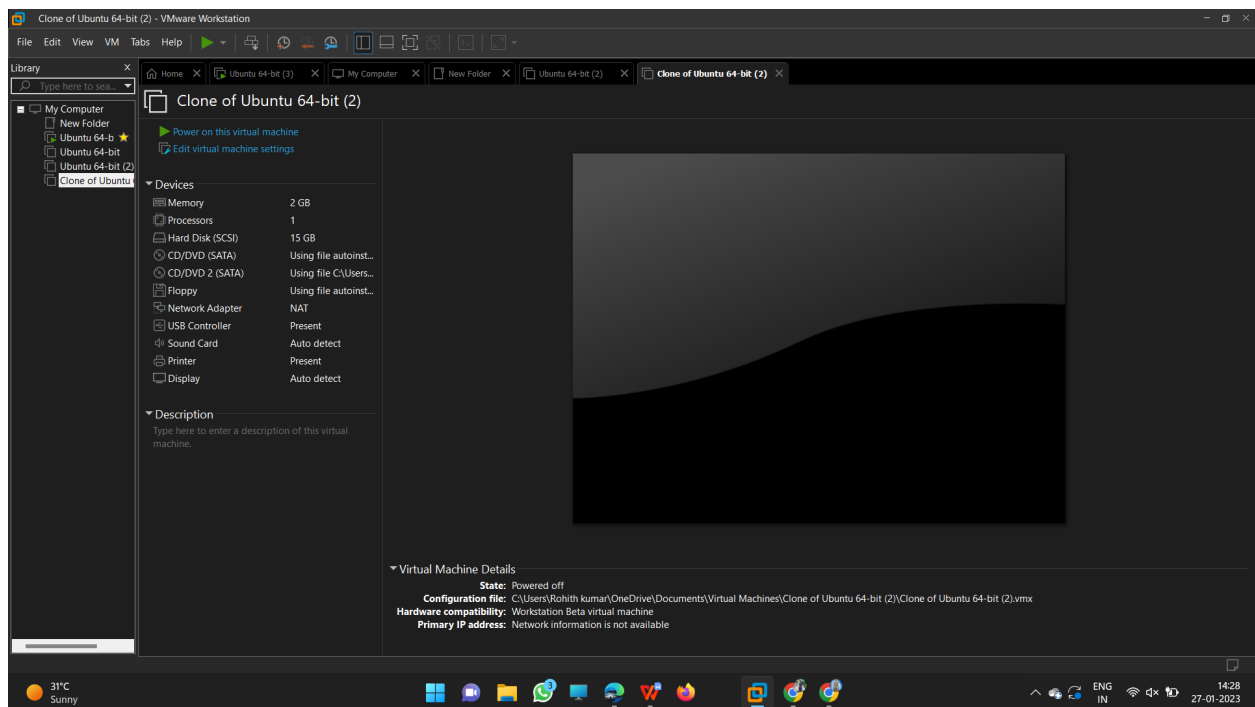 Clone of Ubuntu 64-bit (2) - VMware Workstation
File Edit View VM Tabs Help
Library X
Type here to sea...
My Computer
New Folder
Ubuntu 64-b
Ubuntu 64-bit
Ubuntu 64-bit (2)
Clone of Ubuntu
Home Ubuntu 64-bit (3) My Computer New Folder Ubuntu 64-bit (2) Clone of Ubuntu 64-bit (2)
Clone of Ubuntu 64-bit (2)
Power on this virtual machine
Edit virtual machine settings
Devices
Memory 2 GB
Processors 1
Hard Disk (SCSI) 15 GB
CD/DVD (SATA) Using file autoinst...
CD/DVD 2 (SATA) Using file C:\Users...
Floppy Using file autoinst...
Network Adapter NAT
USB Controller Present
Sound Card Auto detect
Printer Present
Display Auto detect
Description
Type here to enter a description of this virtual
machine.
Virtual Machine Details
State: Powered off
Configuration file: C:\Users\Rohith kumar\OneDrive\Documents\Virtual Machines\Clone of Ubuntu 64-bit (2)\Clone of Ubuntu 64-bit (2).vmx
Hardware compatibility: Workstation Beta virtual machine
Primary IP address: Network information is not available
31°C
Sunny
3
ENG
IN
14:28
27-01-2023